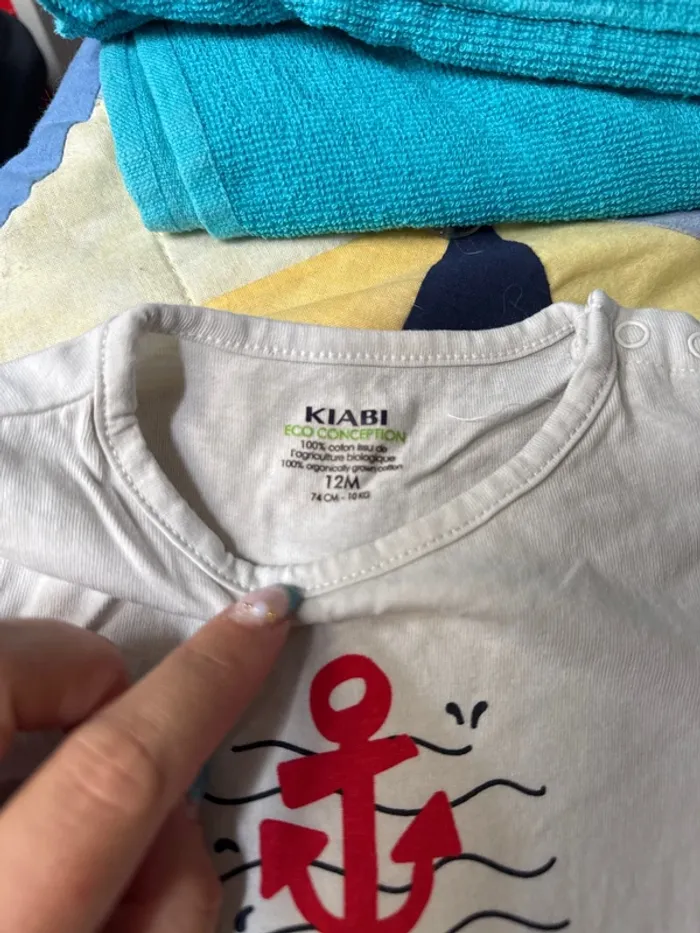 KIABI
ECO CONCEPTION
100% coton issu de
l'agriculture biologique
100% organically grown cotton
12M
74 CM - 10 KG